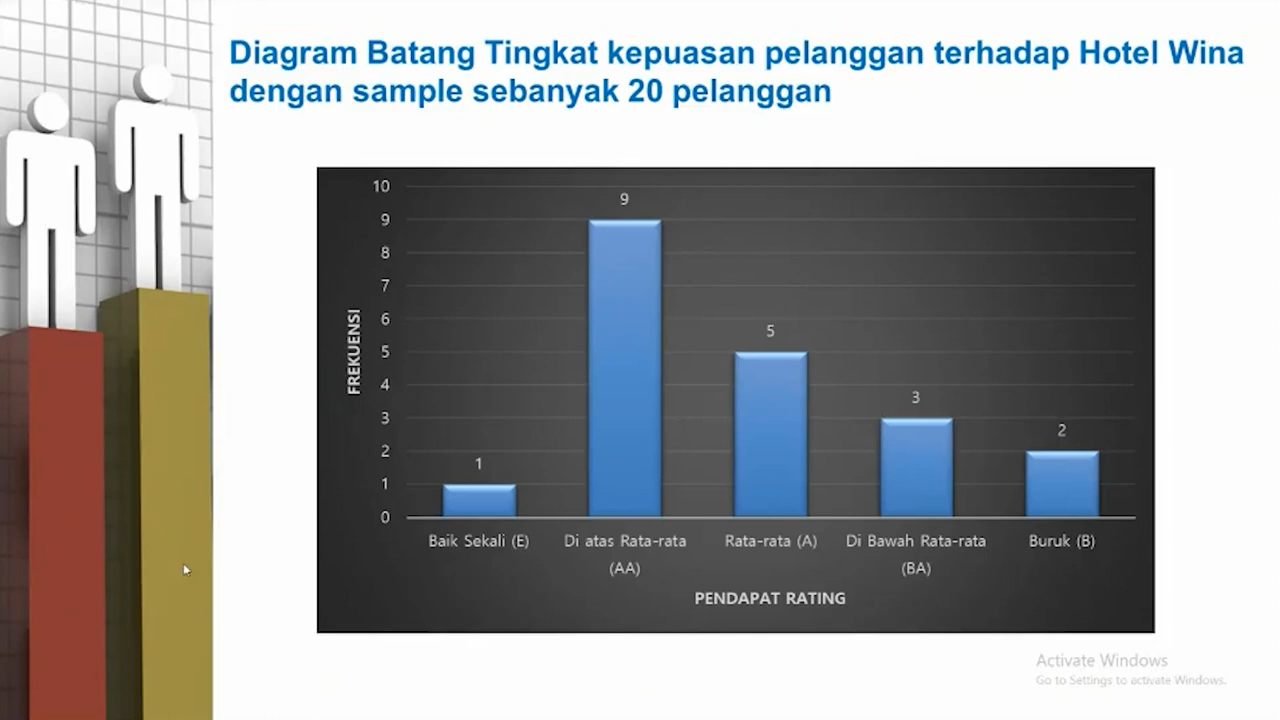 Diagram Batang Tingkat kepuasan pelanggan terhadap Hotel Wina
dengan sample sebanyak 20 pelanggan
FREKUENSI
10
9
8
7
6
5
4
3
2
1
0
1
9
5
3
2
Baik Sekali (E)
Di atas Rata-rata
(AA)
Rata-rata (A)
Di Bawah Rata-rata
(BA)
Buruk (B)
PENDAPAT RATING
Activate Windows
Go to Settings to activate Windows.